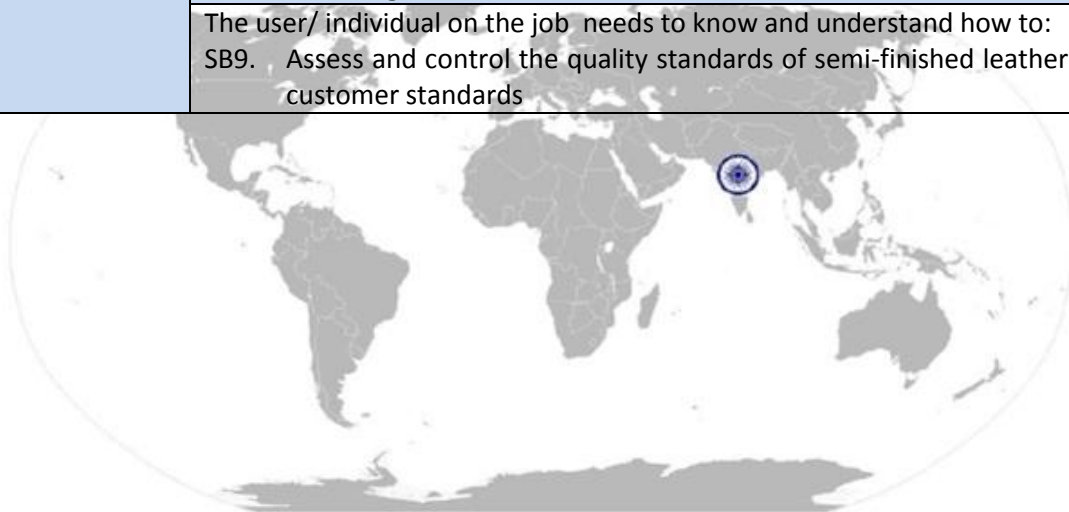 The user/ individual on the job needs to know and understand how to:
SB9. Assess and control the quality standards of semi-finished leather
customer standards